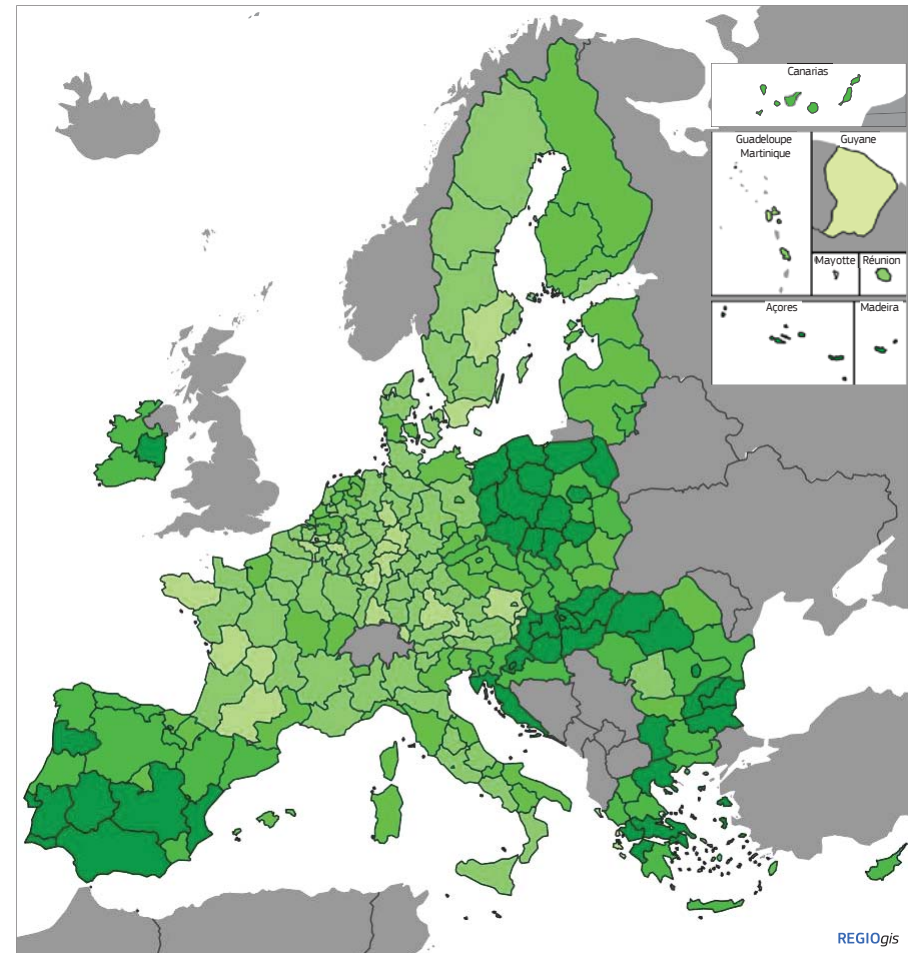 Canarias
Guadeloupe
Martinique
Guyane
Mayotte
Réunion
Açores
Madeira
REGIOgis